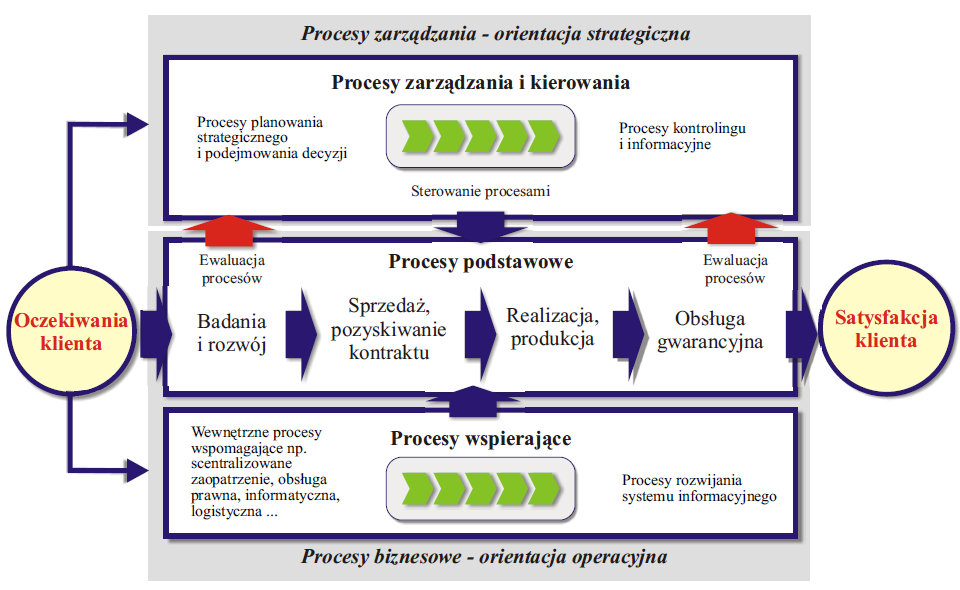 Procesy zarządzania - orientacja strategiczna
Procesy zarządzania i kierowania
Procesy planowania
strategicznego
i podejmowania decyzji
Procesy kontrolingu
i informacyjne
Sterowanie procesami
Ewaluacja
procesów
Procesy podstawowe
Ewaluacja
procesów
Oczekiwania
klienta
Badania
i rozwój
Sprzedaż,
pozyskiwanie
kontraktu
Realizacja,
produkcja
Obsługa
gwarancyjna
Satysfakcja
klienta
Wewnętrzne procesy
wspomagające np.
scentralizowane
zaopatrzenie, obsługa
prawna, informatyczna,
logistyczna ...
Procesy wspierające
Procesy rozwijania
systemu informacyjnego
Procesy biznesowe - orientacja operacyjna